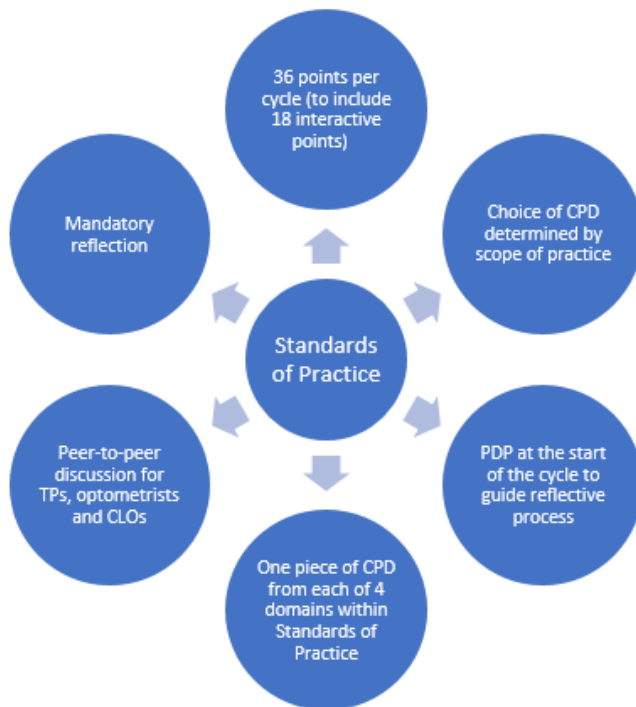 36 points per
cycle (to include
18 interactive
points)
Mandatory
reflection
Choice of CPD
determined by
scope of practice
Standards
of Practice
Peer-to-peer
discussion for
TPs, optometrists
and CLOs
PDP at the start
of the cycle to
guide reflective
process
One piece of CPD
from each of 4
domains within
Standards of
Practice